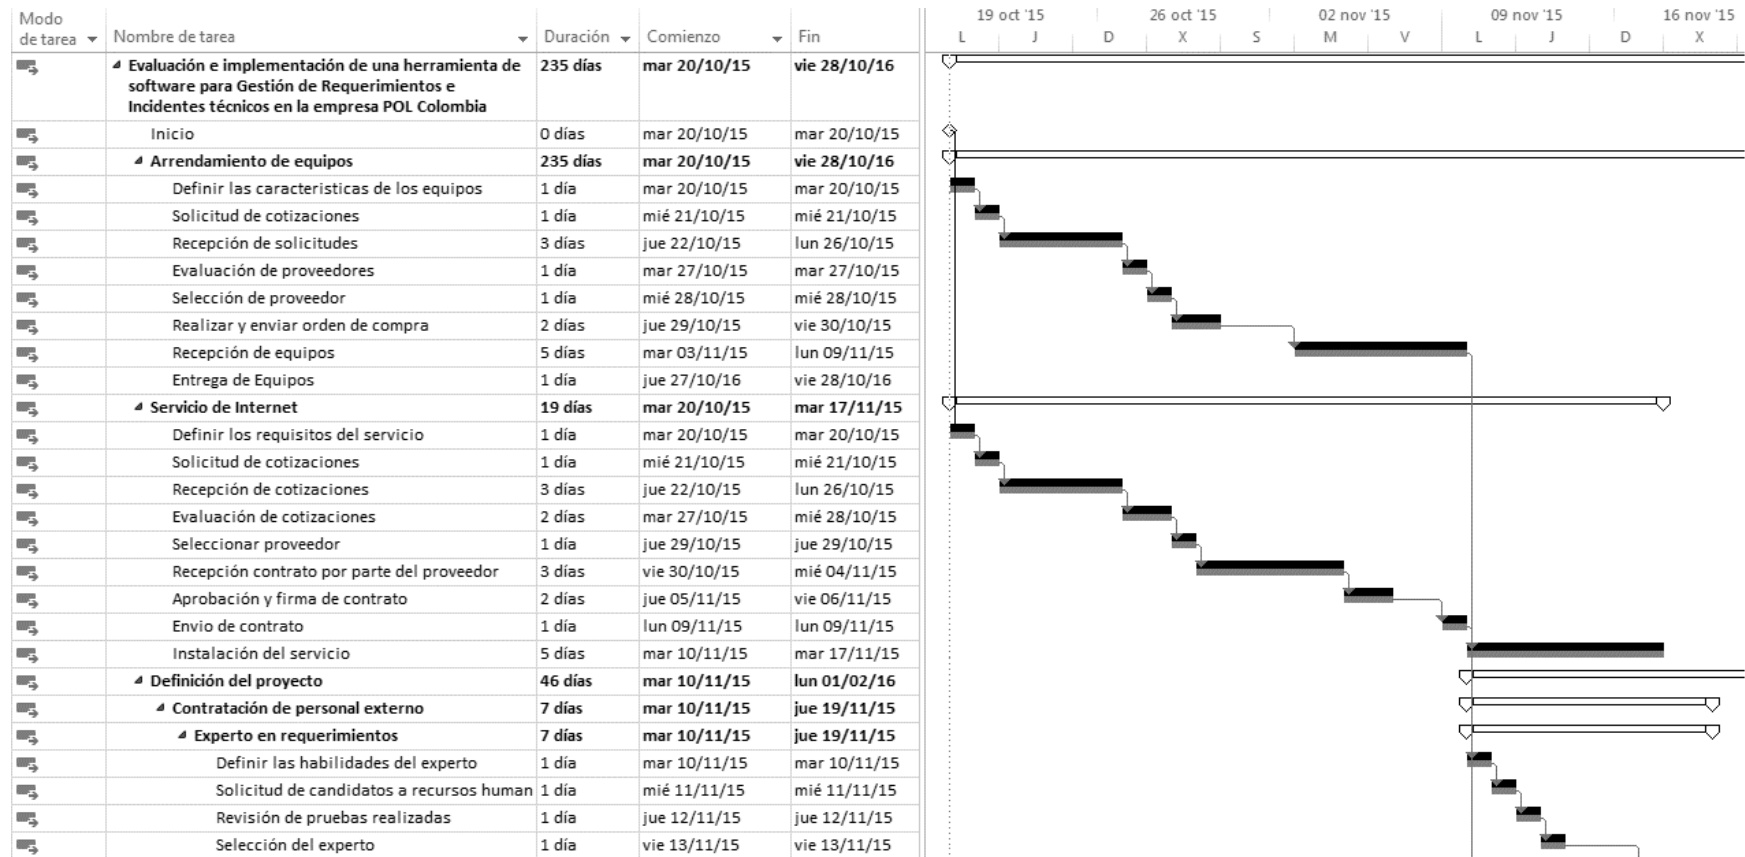 Modo de tarea Nombre de tarea Duración Comienzo Fin
19 oct '15 26 oct '15 02 nov '15 09 nov '15 16 nov '15
L J D X S M V L J D X
Evaluación e implementación de una herramienta de 235 días mar 20/10/15 vie 28/10/16
software para Gestión de Requerimientos e
Incidentes técnicos en la empresa POL Colombia
Inicio 0 días mar 20/10/15 mar 20/10/15
Arrendamiento de equipos 235 días mar 20/10/15 vie 28/10/16
Definir las caracteristicas de los equipos 1 día mar 20/10/15 mar 20/10/15
Solicitud de cotizaciones 1 día mié 21/10/15 mié 21/10/15
Recepción de solicitudes 3 días jue 22/10/15 lun 26/10/15
Evaluación de proveedores 1 día mar 27/10/15 mar 27/10/15
Selección de proveedor 1 día mié 28/10/15 mié 28/10/15
Realizar y enviar orden de compra 2 días jue 29/10/15 vie 30/10/15
Recepción de equipos 5 días mar 03/11/15 lun 09/11/15
Entrega de Equipos 1 día jue 27/10/16 vie 28/10/16
Servicio de Internet 19 días mar 20/10/15 mar 17/11/15
Definir los requisitos del servicio 1 día mar 20/10/15 mar 20/10/15
Solicitud de cotizaciones 1 día mié 21/10/15 mié 21/10/15
Recepción de cotizaciones 3 días jue 22/10/15 lun 26/10/15
Evaluación de cotizaciones 2 días mar 27/10/15 mié 28/10/15
Seleccionar proveedor 1 día jue 29/10/15 jue 29/10/15
Recepción contrato por parte del proveedor 3 días vie 30/10/15 mié 04/11/15
Aprobación y firma de contrato 2 días jue 05/11/15 vie 06/11/15
Envio de contrato 1 día lun 09/11/15 lun 09/11/15
Instalación del servicio 5 días mar 10/11/15 mar 17/11/15
Definición del proyecto 46 días mar 10/11/15 lun 01/02/16
Contratación de personal externo 7 días mar 10/11/15 jue 19/11/15
Experto en requerimientos 7 días mar 10/11/15 jue 19/11/15
Definir las habilidades del experto 1 día mar 10/11/15 mar 10/11/15
Solicitud de candidatos a recursos human 1 día mié 11/11/15 mié 11/11/15
Revisión de pruebas realizadas 1 día jue 12/11/15 jue 12/11/15
Selección del experto 1 día vie 13/11/15 vie 13/11/15